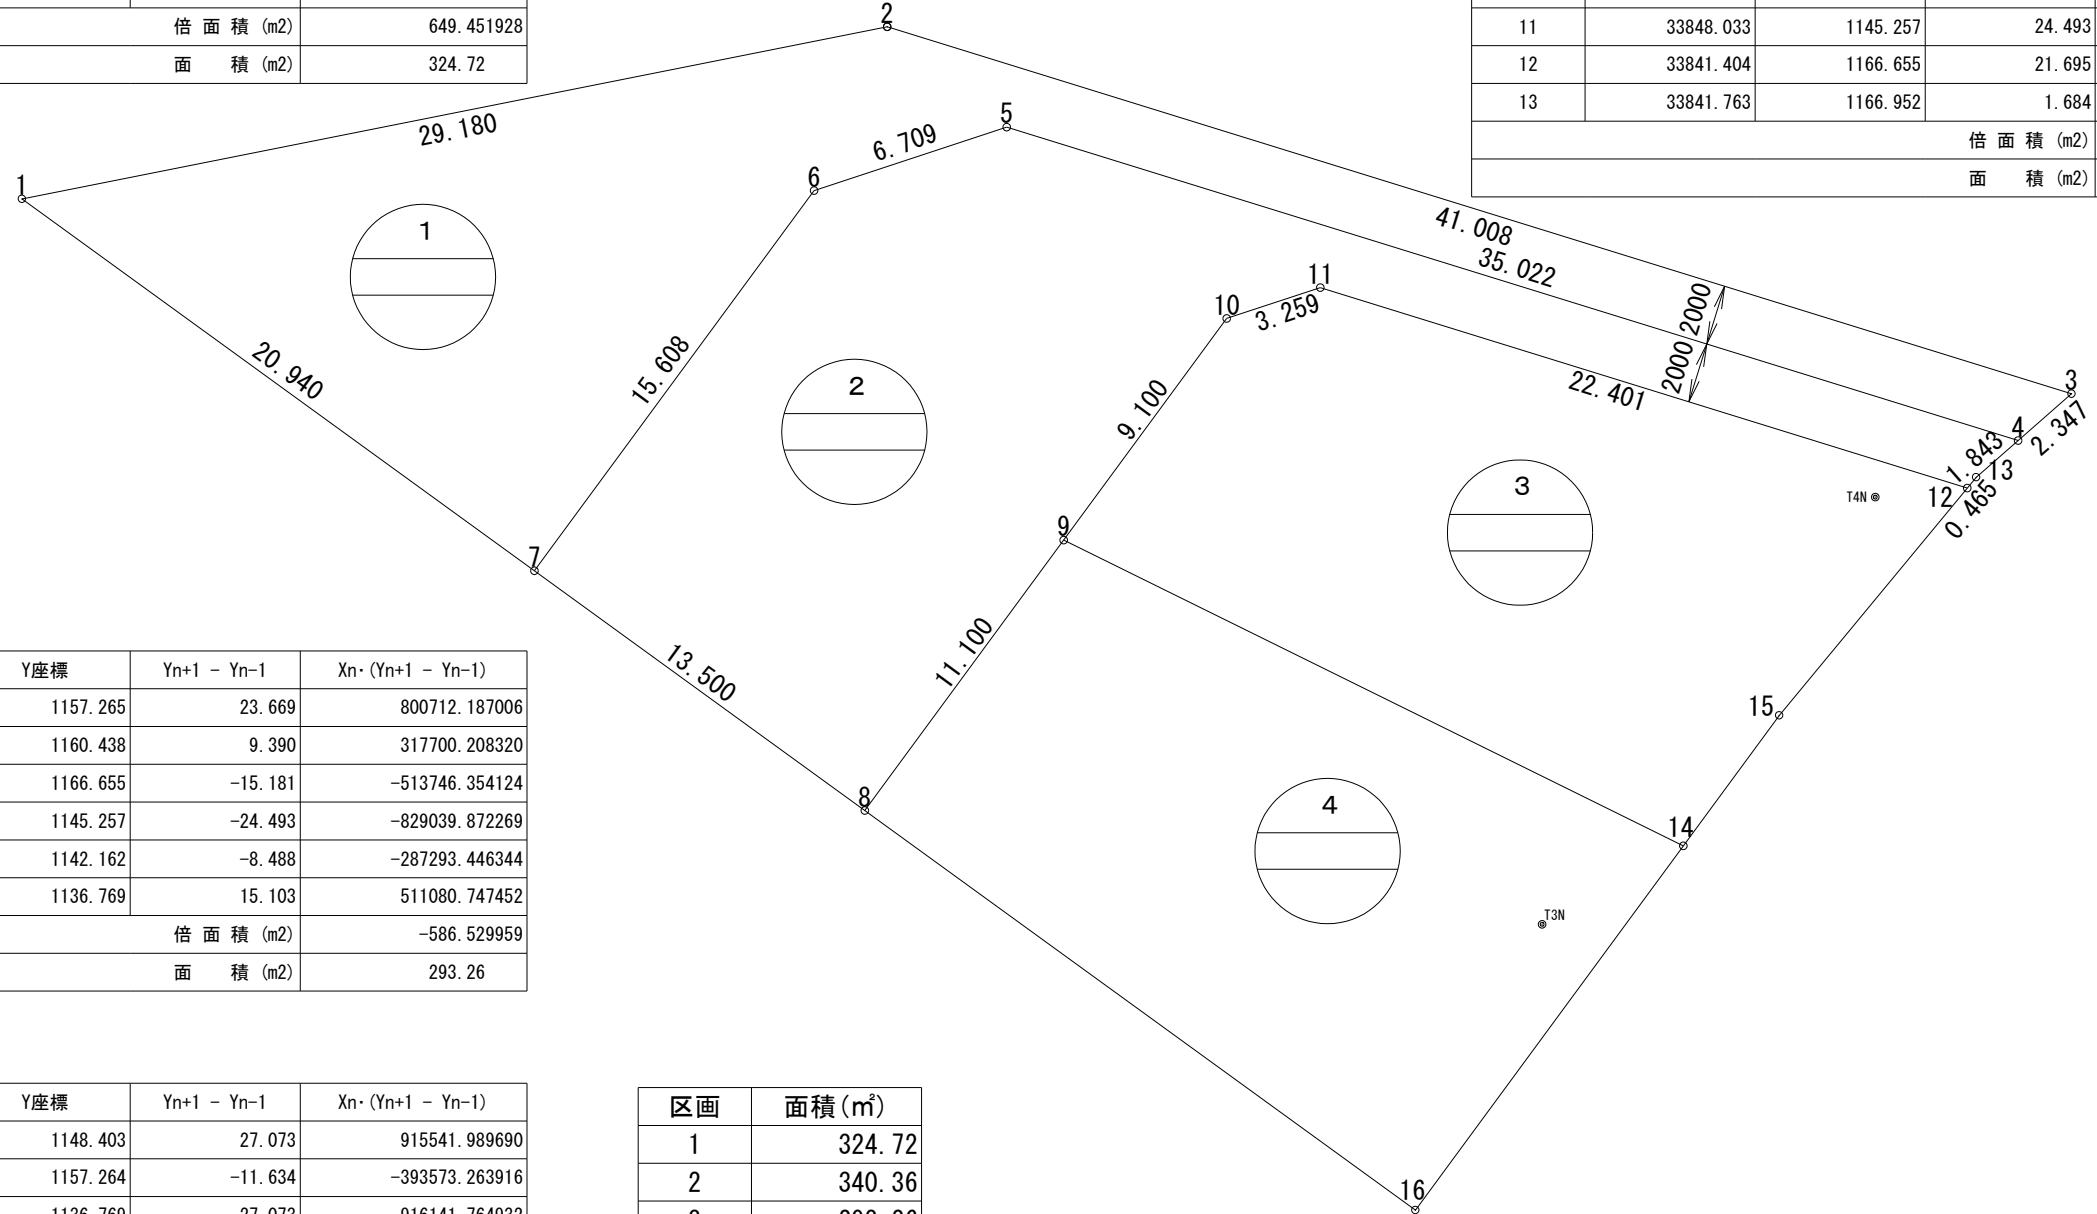 倍 面 積 (m2) 649.451928
面 積 (m2) 324.72
11 33848.033 1145.257 24.493
12 33841.404 1166.655 21.695
13 33841.763 1166.952 1.684
倍 面 積 (m2)
面 積 (m2)
2
29.180
5
6.709
1
6
1
41.008
35.022
11
10
3.259
2000
2000
22.401
3
2.347
4
1.843
13
12
0.465
20.940
15.608
2
9.100
3
T4N
9
7
13.500
11.100
15
8
14
4
T3N
16
Y座標 Yn+1 - Yn-1 Xn・(Yn+1 - Yn-1)
1157.265 23.669 800712.187006
1160.438 9.390 317700.208320
1166.655 -15.181 -513746.354124
1145.257 -24.493 -829039.872269
1142.162 -8.488 -287293.446344
1136.769 15.103 511080.747452
倍 面 積 (m2) -586.529959
面 積 (m2) 293.26
Y座標 Yn+1 - Yn-1 Xn・(Yn+1 - Yn-1)
1148.403 27.073 915541.989690
1157.264 -11.634 -393573.263916
区画 面積(㎡)
1 324.72
2 340.36